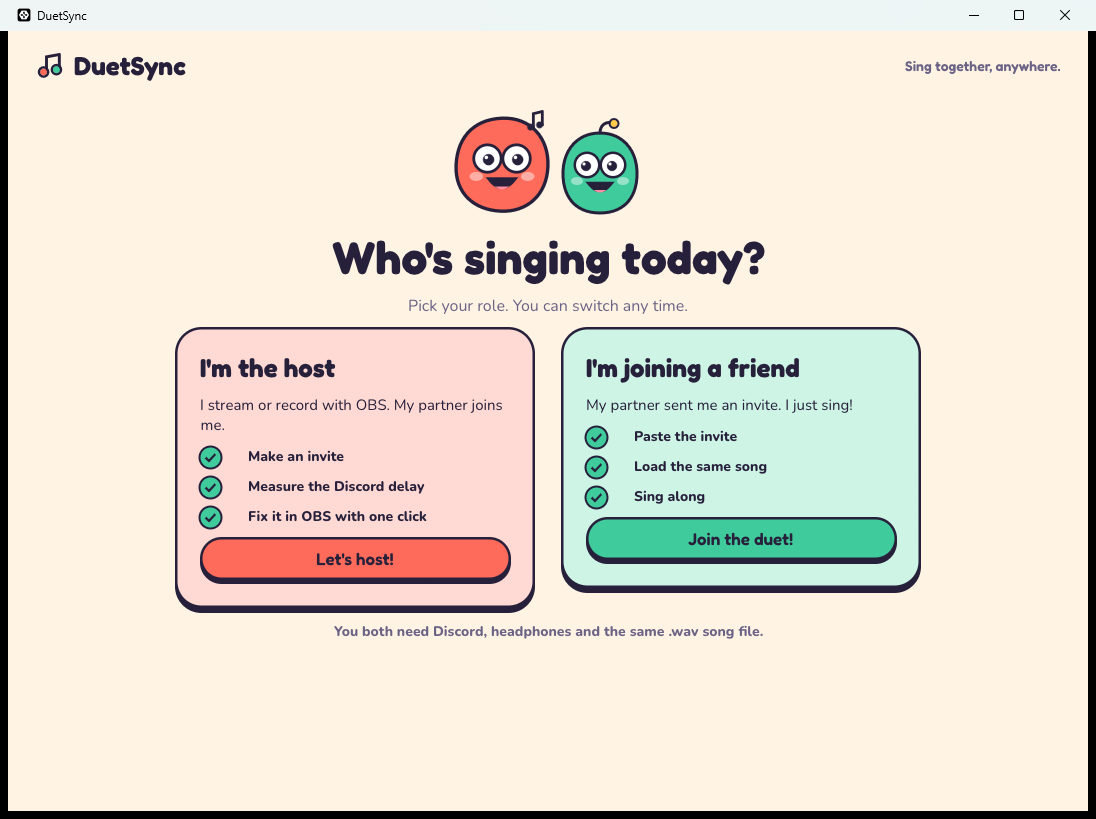 DuetSync
DuetSync
Sing together, anywhere.
Who's singing today?
Pick your role. You can switch any time.
I'm the host
I stream or record with OBS. My partner joins
me.
Make an invite
Measure the Discord delay
Fix it in OBS with one click
Let's host!
I'm joining a friend
My partner sent me an invite. I just sing!
Paste the invite
Load the same song
Sing along
Join the duet!
You both need Discord, headphones and the same .wav song file.